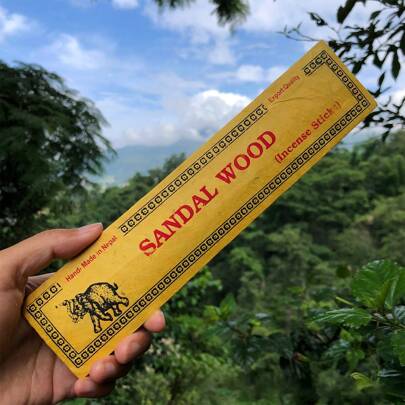 Export Quality
SANDAL WOOD
(Incense Sticks)
Hand-Made in Nepal